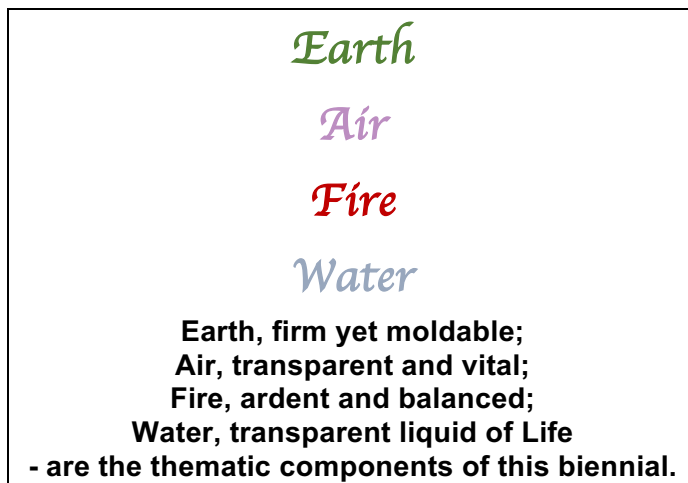 Earth
Air
Fire
Water
Earth, firm yet moldable;
Air, transparent and vital;
Fire, ardent and balanced;
Water, transparent liquid of Life
- are the thematic components of this biennial.